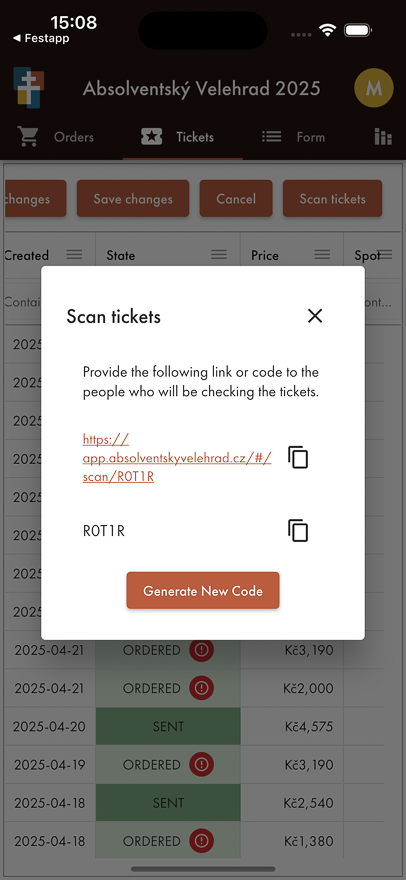 15:08
◀ Festapp
Absolventský Velehrad 2025
M
Orders
Tickets
Form
changes
Save changes
Cancel
Scan tickets
Created
State
Price
Spot
Contai
ont...
2025
2025
2025
2025
2025
2025
2025
2025
Scan tickets
Provide the following link or code to the
people who will be checking the tickets.
https://
app.absolventskyvelehrad.cz/#/
scan/R0T1R
R0T1R
Generate New Code
2025-04-21 ORDERED Kč3,190
2025-04-21 ORDERED Kč2,000
2025-04-20 SENT Kč4,575
2025-04-19 ORDERED Kč3,190
2025-04-18 SENT Kč2,540
2025-04-18 ORDERED Kč1,380